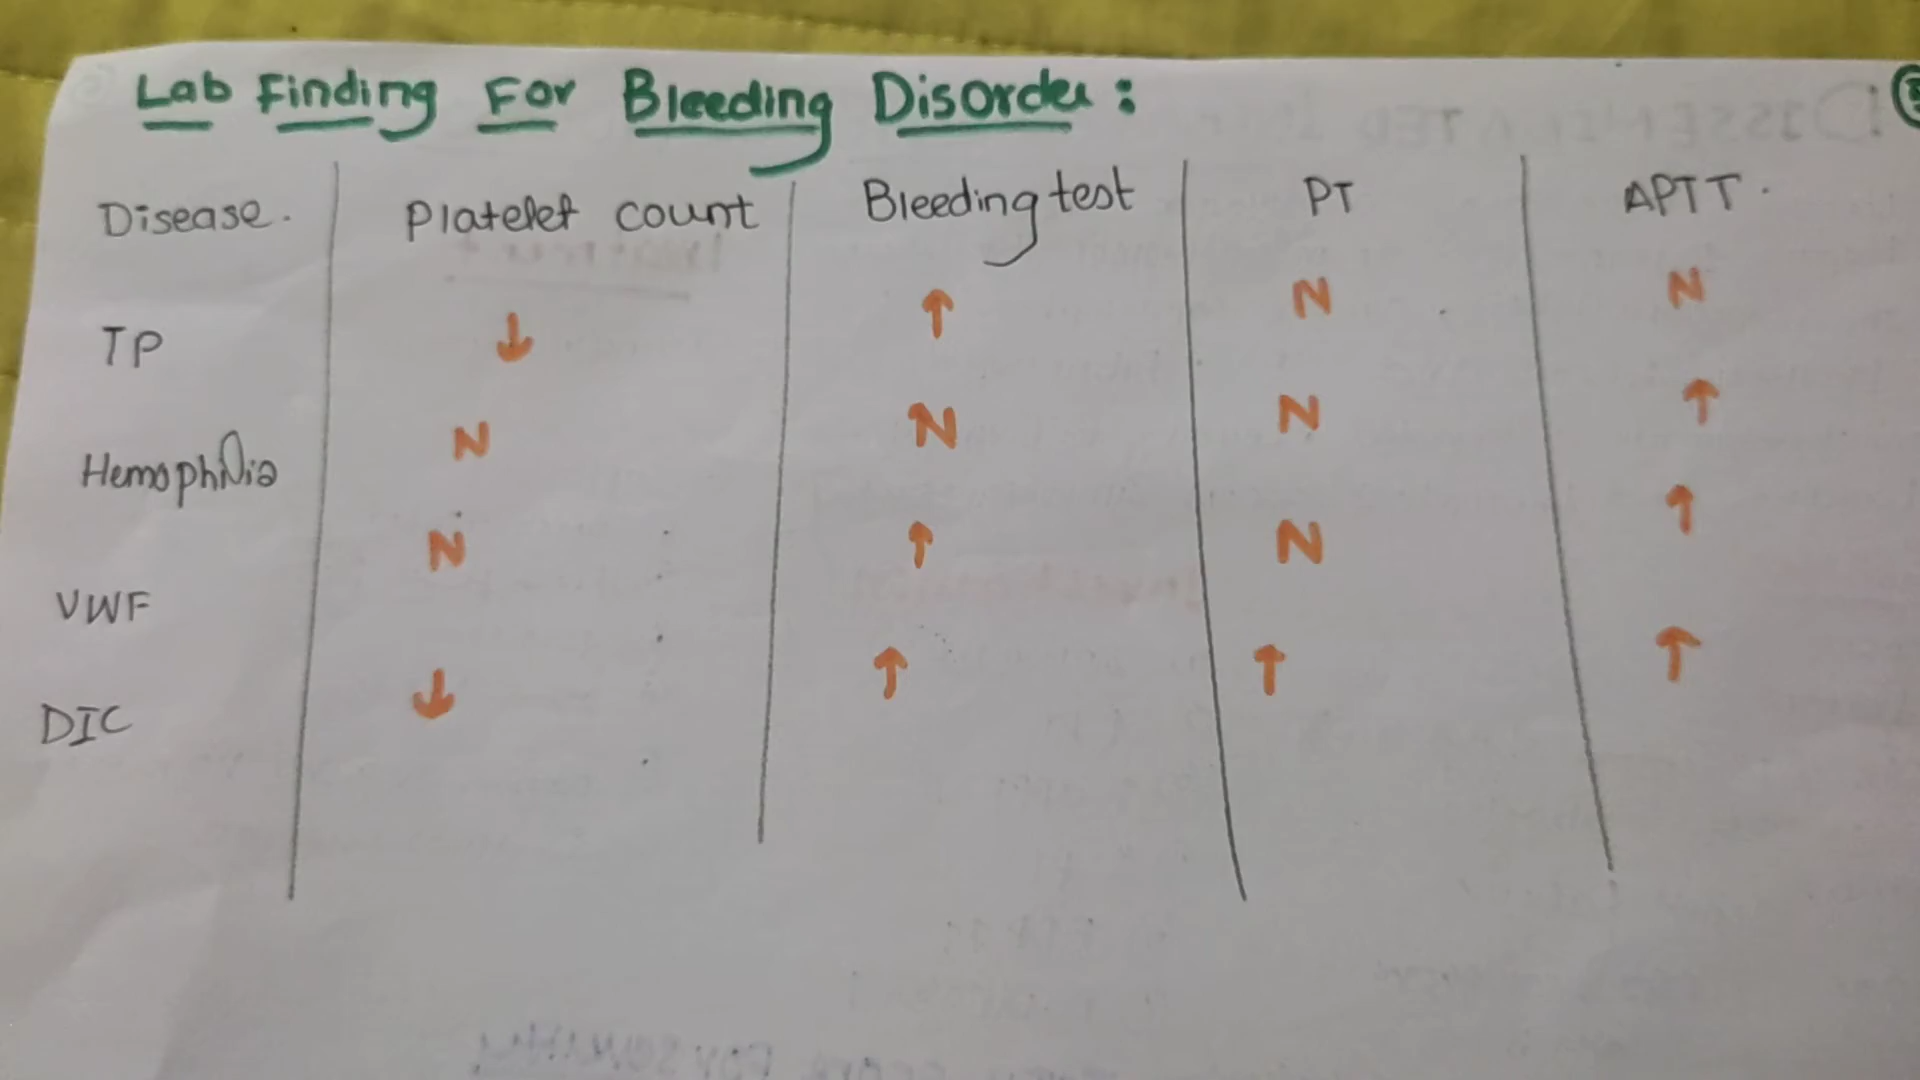 Lab Finding For Bleeding Disorder:
Disease. Platelet count Bleeding test PT APTT.
TP ↓ ↑ N N
Hemophilia N N N ↑
VWF N ↑ N ↑
DIC ↓ ↑ ↑ ↑